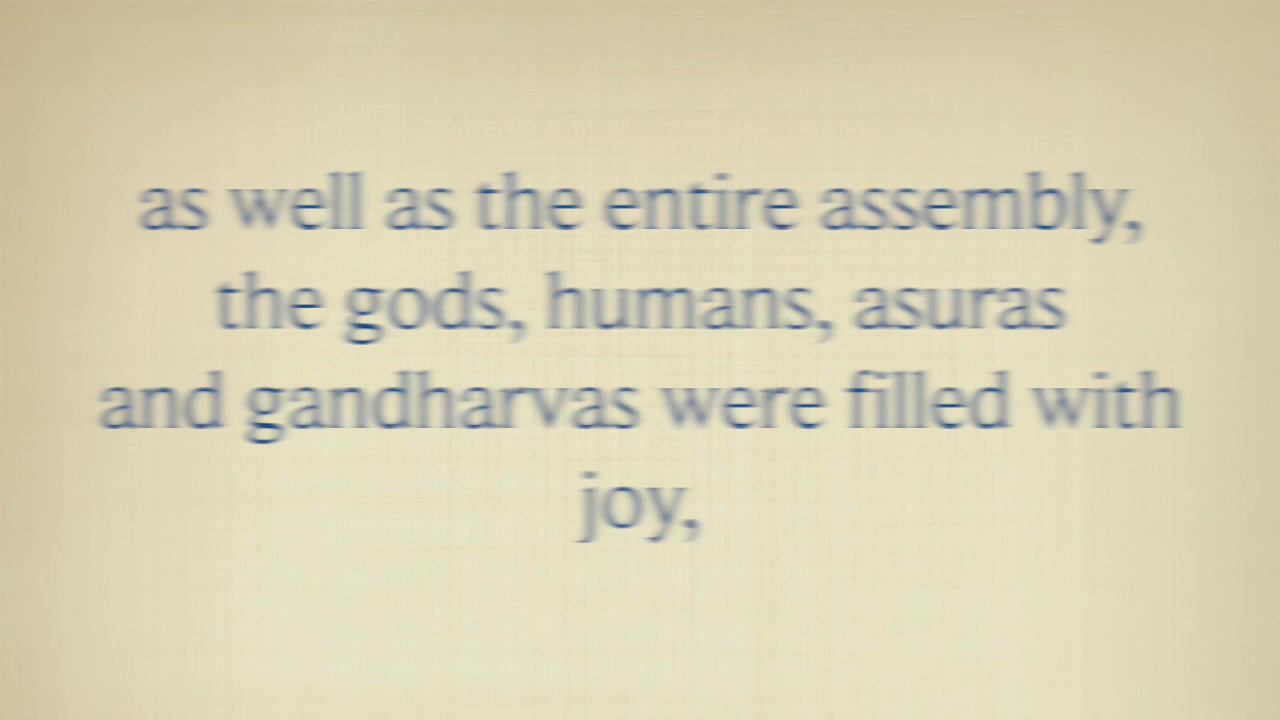 as well as the entire assembly,
the gods, humans, asuras
and gandharvas were filled with
joy,